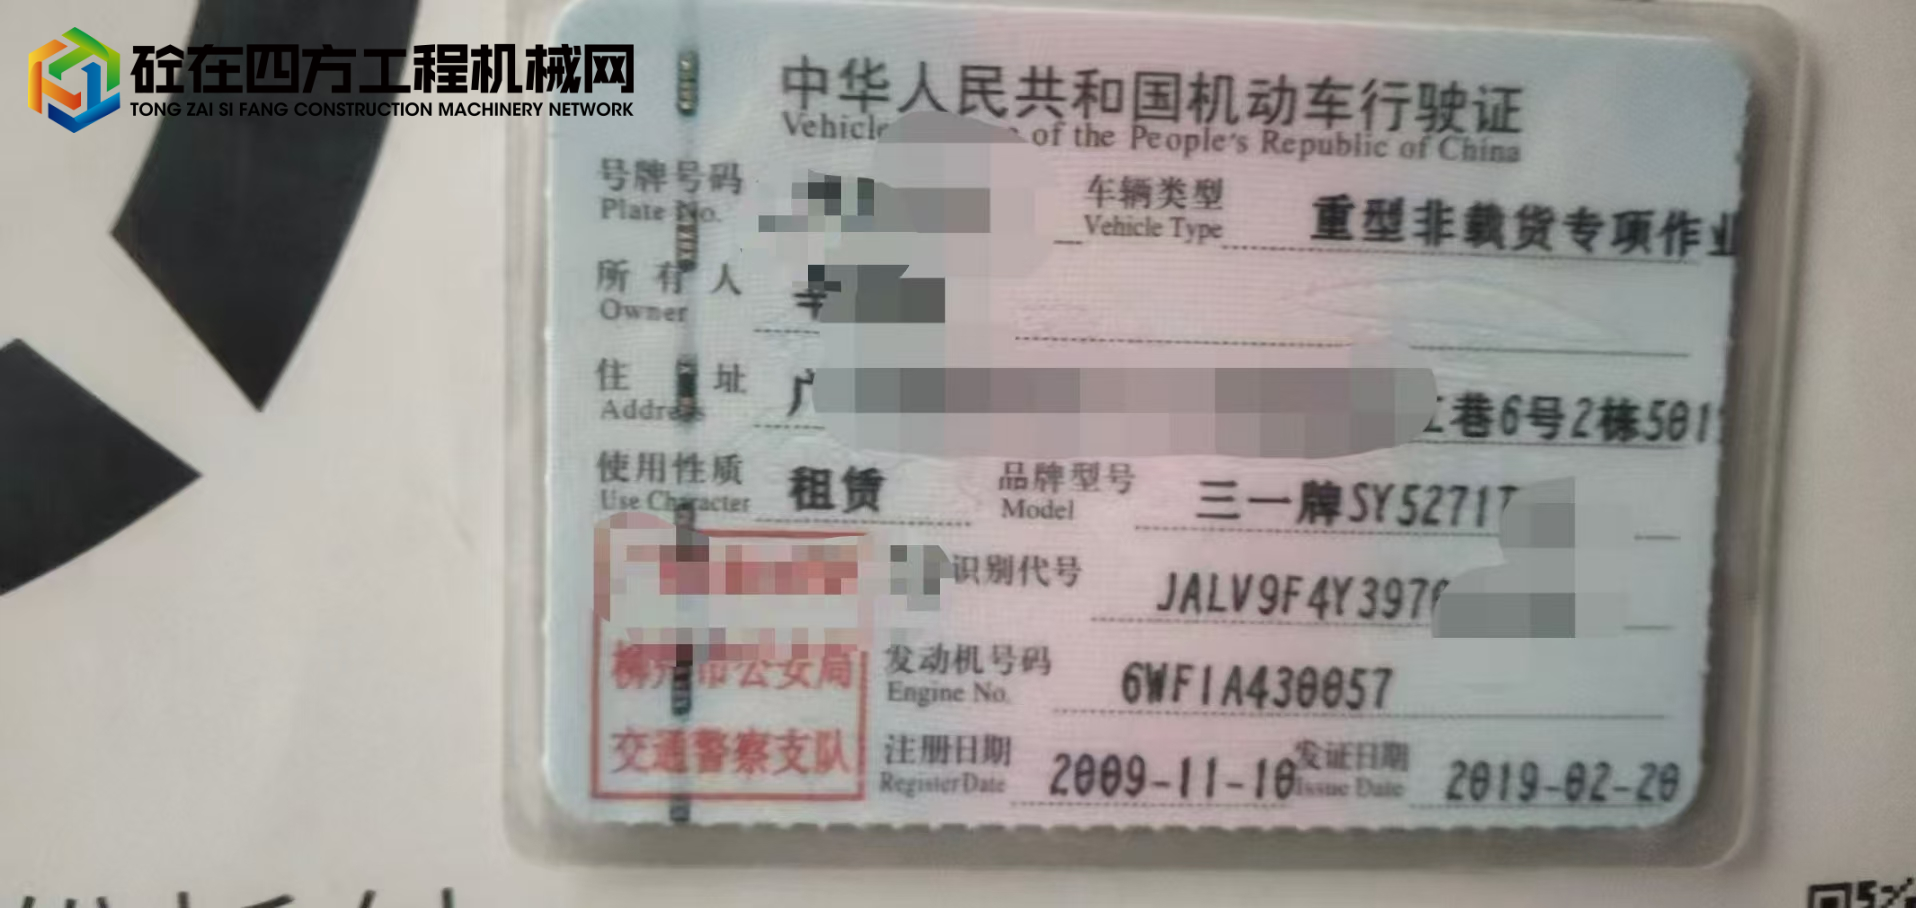 砼在四方工程机械网
TONG ZAI SI FANG CONSTRUCTION MACHINERY NETWORK
中华人民共和国机动车行驶证
Vehicle of the People's Republic of China
号牌号码
Plate No.
车辆类型 重型非载货专项作业
Vehicle Type
所有人
Owner
住址 巷6号2栋501
Address
使用性质 租赁 品牌型号 三一牌SY5271T
Use Character Model
识别代号 JALV9F4Y397
柳州市公安局
交通警察支队
发动机号码 6WF1A430057
Engine No.
注册日期 2009-11-10 发证日期 2019-02-20
Register Date Issue Date